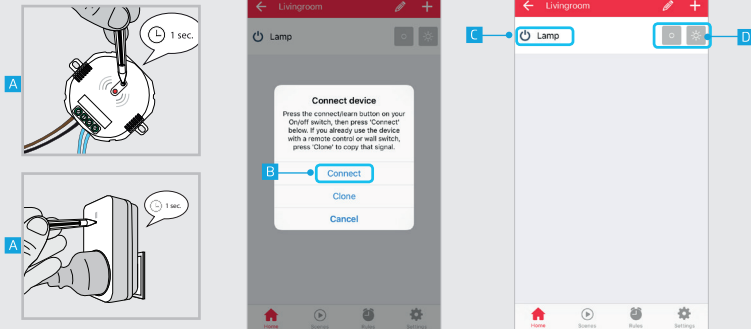 A
1 sec.
A
1 sec.
Livingroom
Lamp
Connect device
Press the connect/learn button on your
On/off switch, then press 'Connect'
below. If you already use the device
with a remote control or wall switch,
press 'Clone' to copy that signal.
B
Connect
Clone
Cancel
Home
Scenes
Rules
Settings
Livingroom
C
Lamp
D
Home
Scenes
Rules
Settings